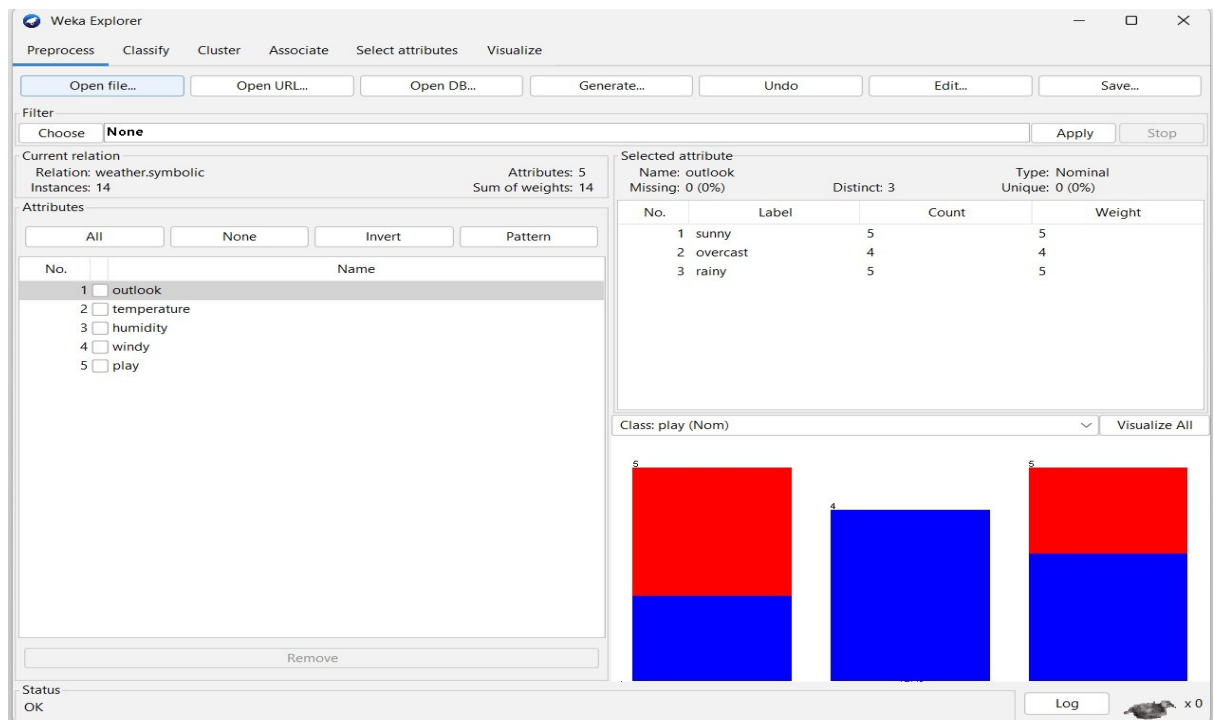 Weka Explorer
Preprocess Classify Cluster Associate Select attributes Visualize
Open file... Open URL... Open DB... Generate... Undo Edit... Save...
Filter
Choose None Apply Stop
Current relation
Relation: weather.symbolic Attributes: 5
Instances: 14 Sum of weights: 14
Attributes
All None Invert Pattern
No. Name
1 outlook
2 temperature
3 humidity
4 windy
5 play
Remove
Selected attribute
Name: outlook Type: Nominal
Missing: 0 (0%) Distinct: 3 Unique: 0 (0%)
No. Label Count Weight
1 sunny 5 5
2 overcast 4 4
3 rainy 5 5
Class: play (Nom) Visualize All
5 4 5
Status
OK Log x 0